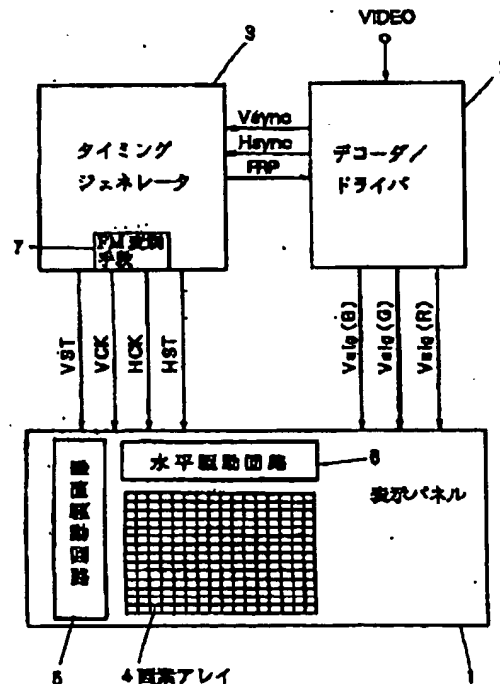 VIDEO
3
Vsync
Hsync
FRP
タイミング
ジェネレータ
デコーダ/
ドライバ
7
FM変調
手段
VST
VCK
HCK
HST
Vsig(B)
Vsig(G)
Vsig(R)
水平駆動回路
6
表示パネル
垂直駆動回路
5
4画素アレイ
1